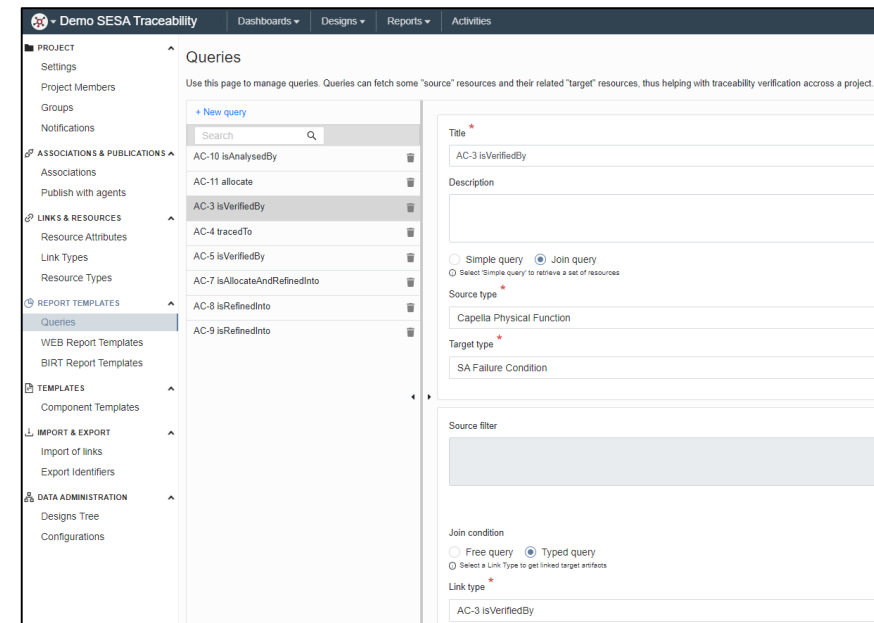 Demo SESA Traceability Dashboards Designs Reports Activities
PROJECT
Settings
Project Members
Groups
Notifications
ASSOCIATIONS & PUBLICATIONS
Associations
Publish with agents
LINKS & RESOURCES
Resource Attributes
Link Types
Resource Types
REPORT TEMPLATES
Queries
WEB Report Templates
BIRT Report Templates
TEMPLATES
Component Templates
IMPORT & EXPORT
Import of links
Export Identifiers
DATA ADMINISTRATION
Designs Tree
Configurations
Queries
Use this page to manage queries. Queries can fetch some "source" resources and their related "target" resources, thus helping with traceability verification accross a project.
+ New query
Search
AC-10 isAnalysedBy
AC-11 allocate
AC-3 isVerifiedBy
AC-4 tracedTo
AC-5 isVerifiedBy
AC-7 isAllocateAndRefinedInto
AC-8 isRefinedInto
AC-9 isRefinedInto
Title *
AC-3 isVerifiedBy
Description
Simple query Join query
Select 'Simple query' to retrieve a set of resources
Source type *
Capella Physical Function
Target type *
SA Failure Condition
Source filter
Join condition
Free query Typed query
Select a Link Type to get linked target artifacts
Link type *
AC-3 isVerifiedBy